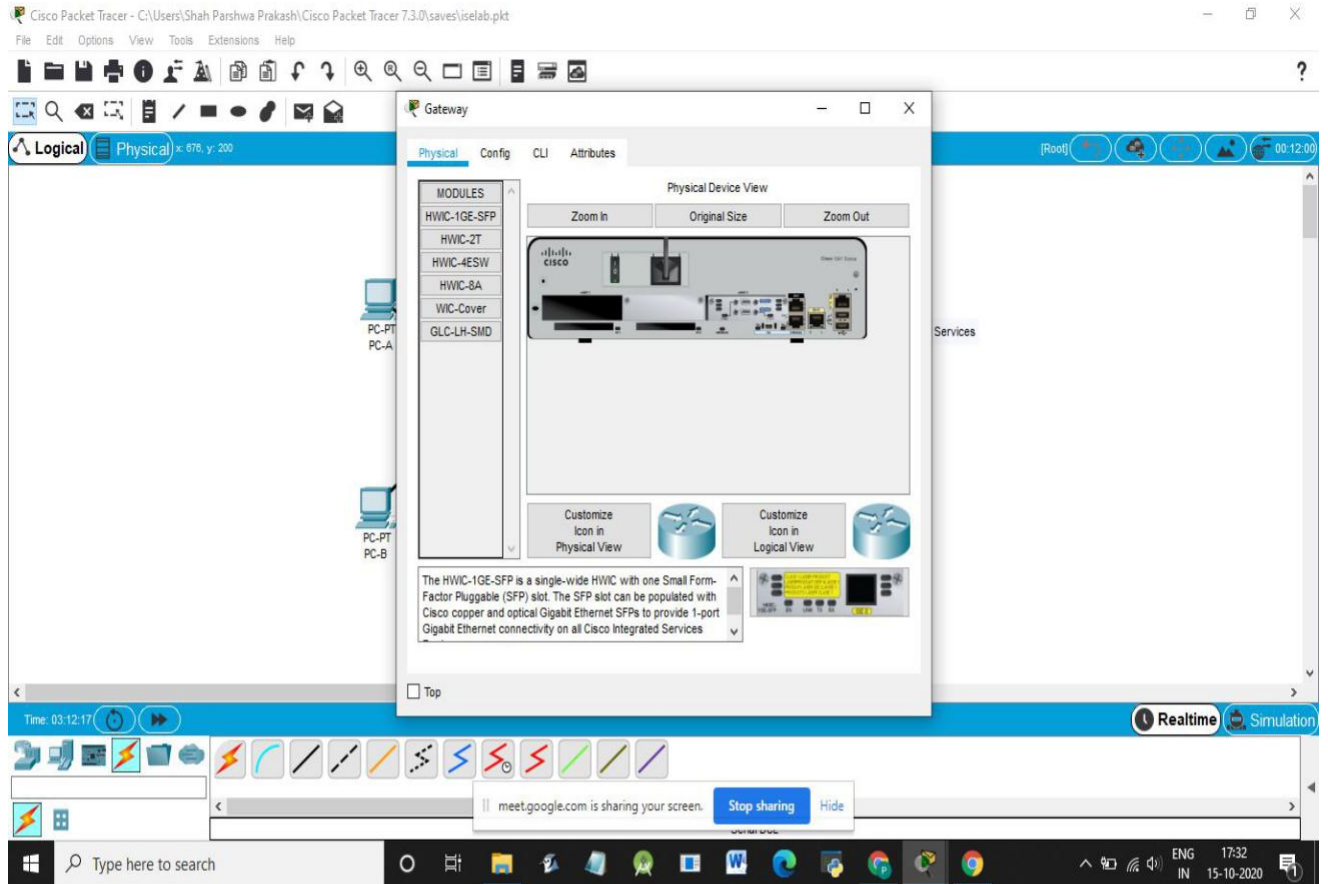 Cisco Packet Tracer - C:\Users\Shah Parshwa Prakash\Cisco Packet Tracer 7.3.0\saves\iselab.pkt
File Edit Options View Tools Extensions Help
?
Gateway
Logical Physical x: 876, y: 200
[Root] 00:12:00
Physical Config CLI Attributes
MODULES
HWIC-1GE-SFP
HWIC-2T
HWIC-4ESW
HWIC-8A
WIC-Cover
GLC-LH-SMD
Physical Device View
Zoom In Original Size Zoom Out
CISCO
PC-PT
PC-A
Services
PC-PT
PC-B
Customize
Icon in
Physical View
Customize
Icon in
Logical View
The HWIC-1GE-SFP is a single-wide HWIC with one Small Form-
Factor Pluggable (SFP) slot. The SFP slot can be populated with
Cisco copper and optical Gigabit Ethernet SFPs to provide 1-port
Gigabit Ethernet connectivity on all Cisco Integrated Services
Top
Time: 03:12:17
Realtime Simulation
meet.google.com is sharing your screen. Stop sharing Hide
Type here to search
ENG 17:32
IN 15-10-2020
1